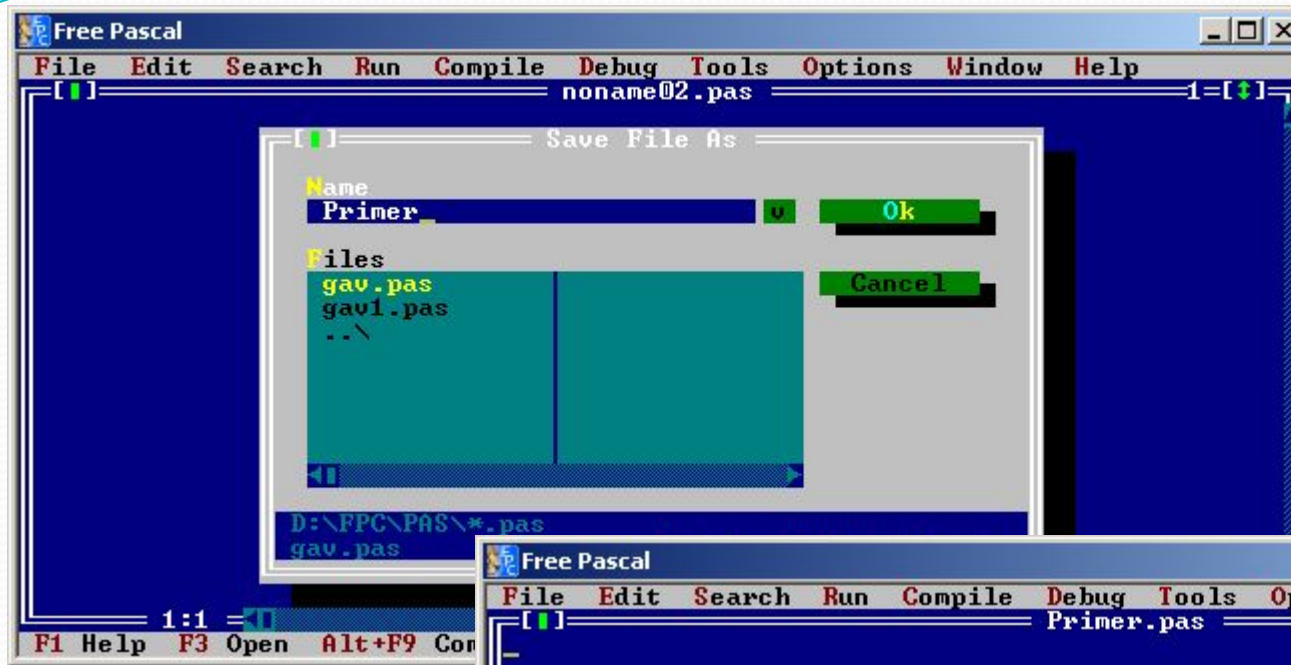 Free Pascal
File Edit Search Run Compile Debug Tools Options Window Help
noname02.pas 1
Save File As
Name
Primer_ v Ok
Files
gav.pas Cancel
gav1.pas
..\
D:\FPC\PAS\*.pas
gav.pas
1:1
F1 Help F3 Open Alt+F9 Com
Free Pascal
File Edit Search Run Compile Debug Tools Op
Primer.pas